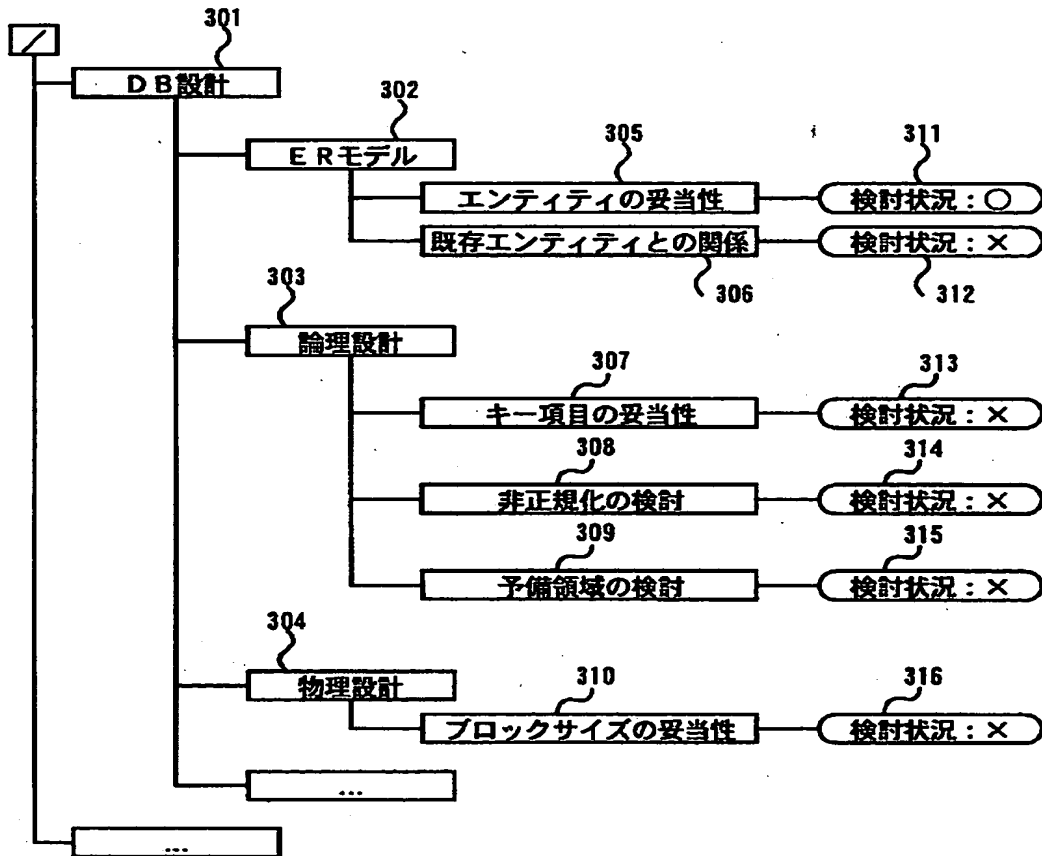 301
/
DB設計
302
305
311
ERモデル
エンティティの妥当性
検討状況:○
既存エンティティとの関係
検討状況:×
303
306
312
論理設計
307
313
キー項目の妥当性
検討状況:×
308
314
非正規化の検討
検討状況:×
309
315
予備領域の検討
検討状況:×
304
物理設計
310
316
ブロックサイズの妥当性
検討状況:×
...
...